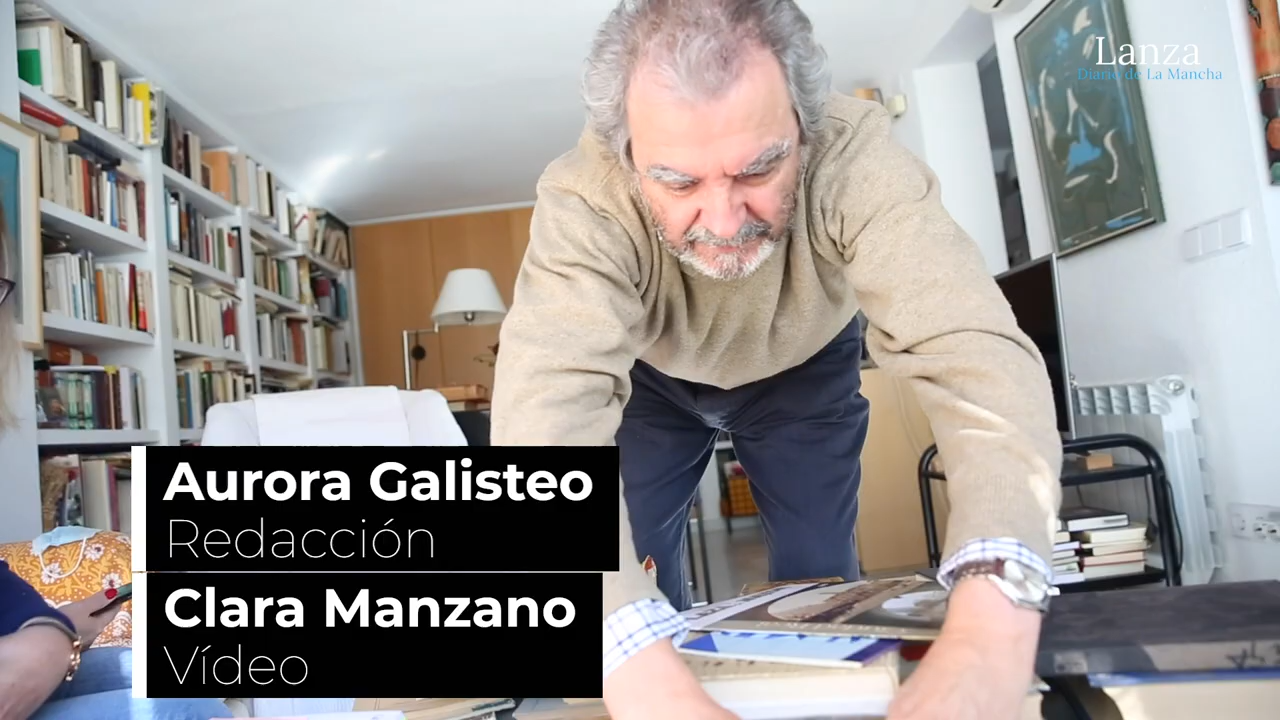 Lanza
Diario de La Mancha
Aurora Galisteo
Redacción
Clara Manzano
Vídeo